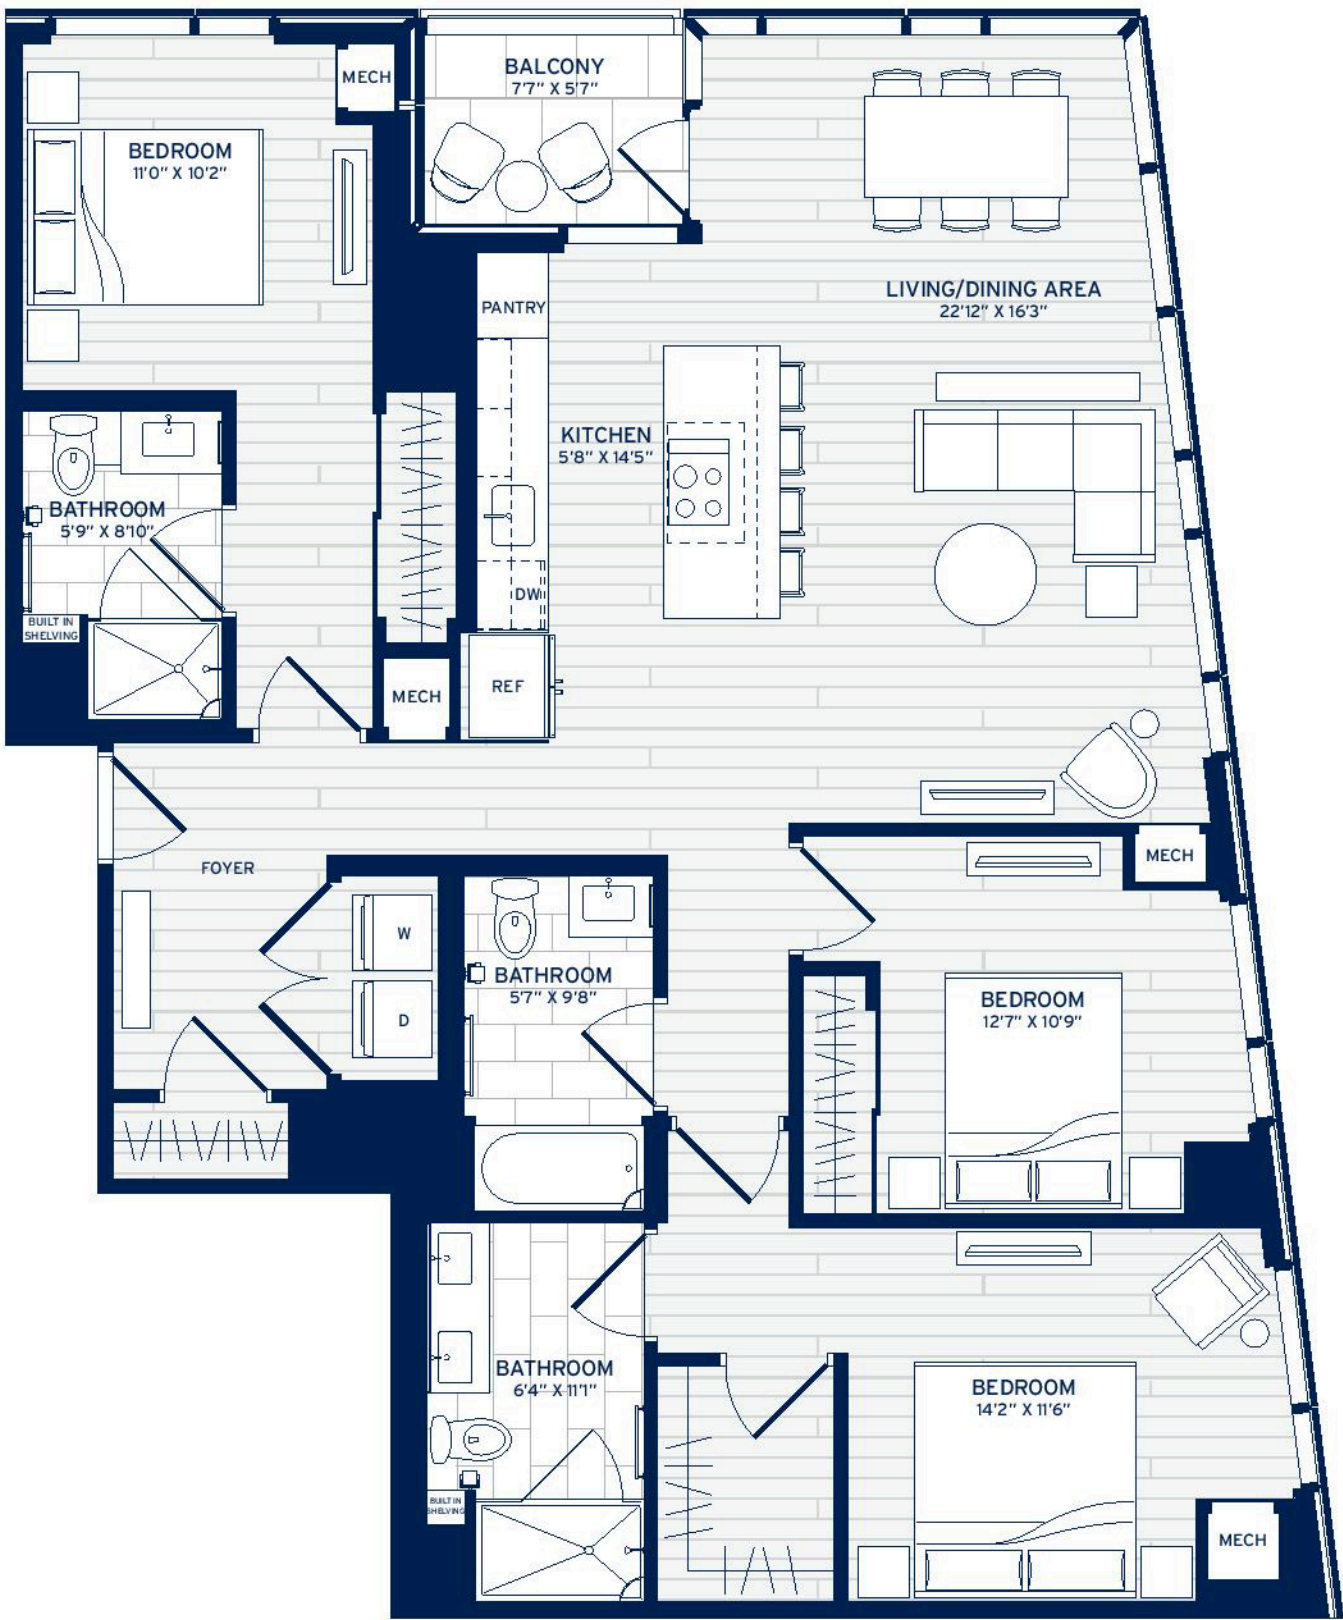 MECH
BALCONY
7'7" X 5'7"
BEDROOM
11'0" X 10'2"
LIVING/DINING AREA
22'12" X 16'3"
PANTRY
KITCHEN
5'8" X 14'5"
BATHROOM
5'9" X 8'10"
DW
BUILT IN
SHELVING
MECH
REF
FOYER
MECH
W
D
BATHROOM
5'7" X 9'8"
BEDROOM
12'7" X 10'9"
BATHROOM
6'4" X 11'1"
BEDROOM
14'2" X 11'6"
BUILT IN
SHELVING
MECH